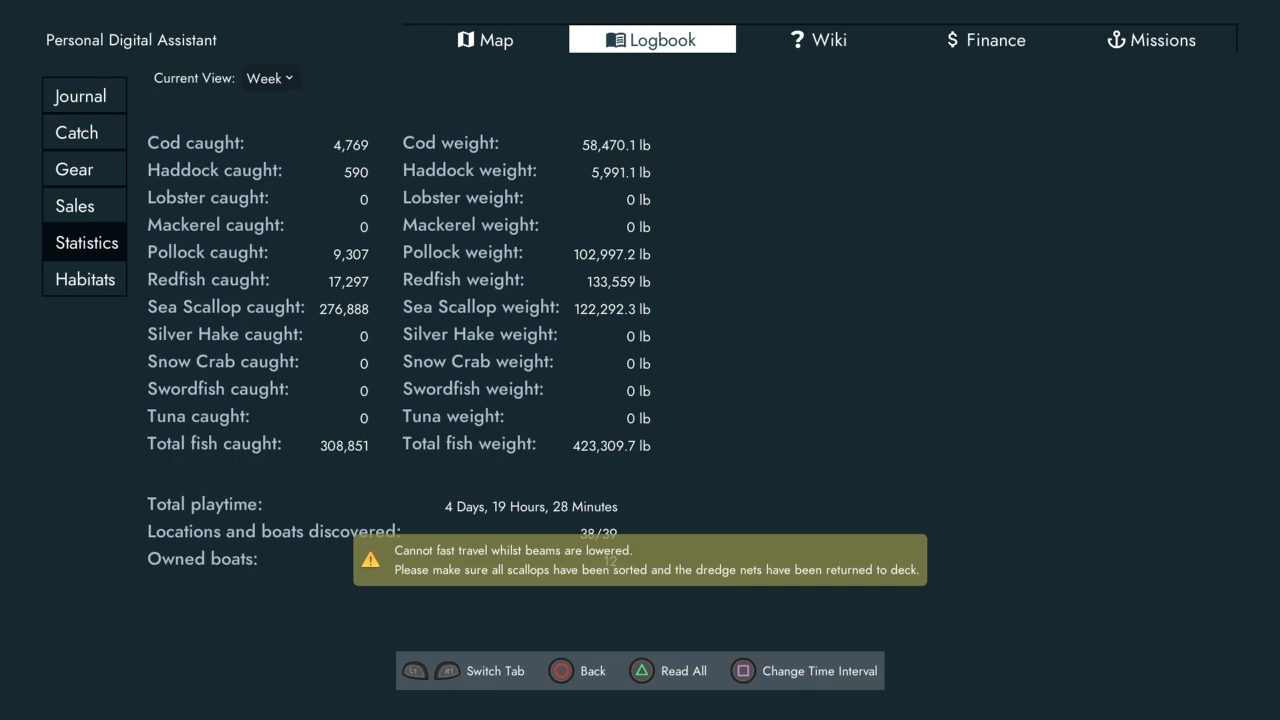 Personal Digital Assistant
Map
Logbook
? Wiki
$ Finance
Missions
Current View: Week
Journal
Catch
Gear
Sales
Statistics
Habitats
Cod caught: 4,769 Cod weight: 58,470.1 lb
Haddock caught: 590 Haddock weight: 5,991.1 lb
Lobster caught: 0 Lobster weight: 0 lb
Mackerel caught: 0 Mackerel weight: 0 lb
Pollock caught: 9,307 Pollock weight: 102,997.2 lb
Redfish caught: 17,297 Redfish weight: 133,559 lb
Sea Scallop caught: 276,888 Sea Scallop weight: 122,292.3 lb
Silver Hake caught: 0 Silver Hake weight: 0 lb
Snow Crab caught: 0 Snow Crab weight: 0 lb
Swordfish caught: 0 Swordfish weight: 0 lb
Tuna caught: 0 Tuna weight: 0 lb
Total fish caught: 308,851 Total fish weight: 423,309.7 lb
Total playtime: 4 Days, 19 Hours, 28 Minutes
Locations and boats discovered: 38/39
Owned boats: 12
Cannot fast travel whilst beams are lowered.
Please make sure all scallops have been sorted and the dredge nets have been returned to deck.
L1 R1 Switch Tab Back Read All Change Time Interval